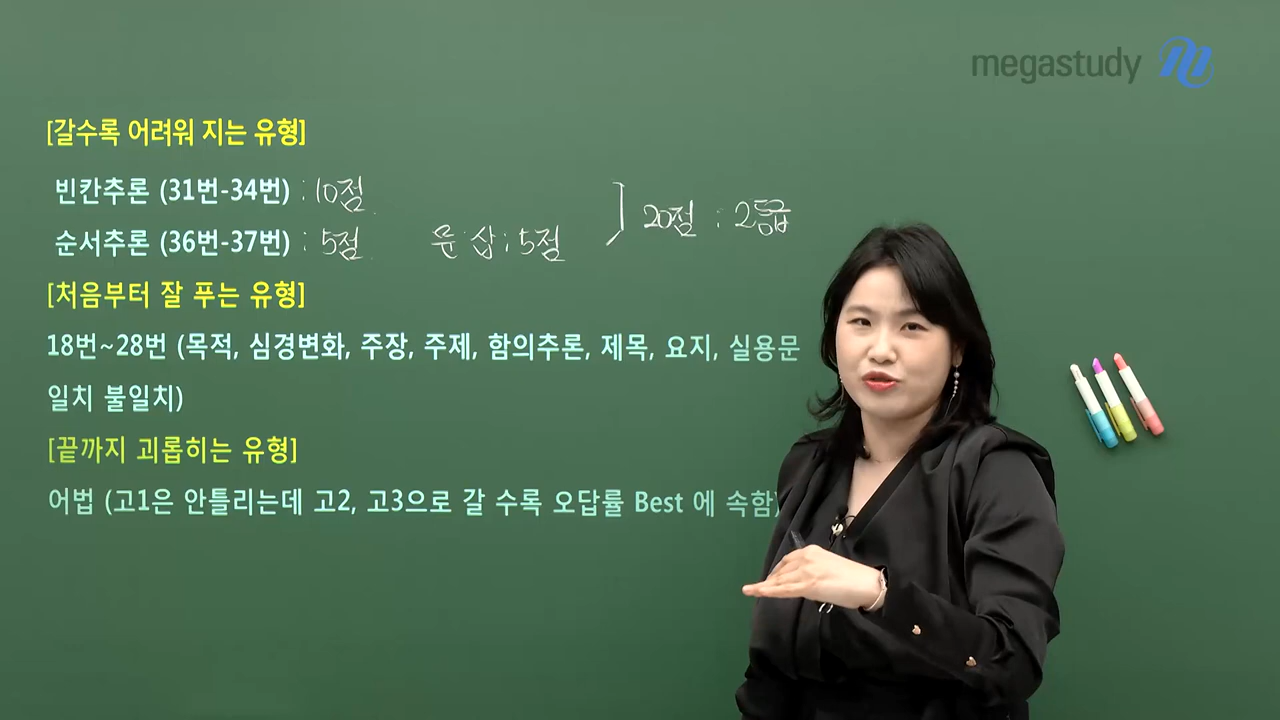 megastudy
[갈수록 어려워 지는 유형]
빈칸추론 (31번-34번) : 10점
순서추론 (36번-37번) : 5점 문삽 : 5점 20점 : 2등급
[처음부터 잘 푸는 유형]
18번~28번 (목적, 심경변화, 주장, 주제, 함의추론, 제목, 요지, 실용문
일치 불일치)
[끝까지 괴롭히는 유형]
어법 (고1은 안틀리는데 고2, 고3으로 갈 수록 오답률 Best 에 속함)